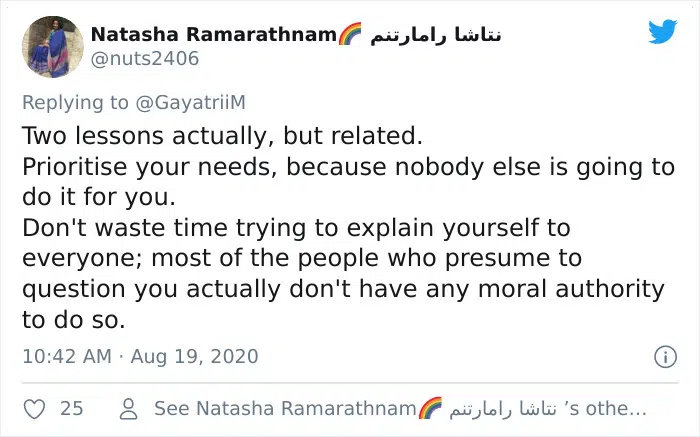 Natasha Ramarathnam🌈 نتاشا رامارتنم
@nuts2406
Replying to @GayatriiM
Two lessons actually, but related.
Prioritise your needs, because nobody else is going to
do it for you.
Don't waste time trying to explain yourself to
everyone; most of the people who presume to
question you actually don't have any moral authority
to do so.
10:42 AM · Aug 19, 2020
25
See Natasha Ramarathnam🌈 نتاشا رامارتنم ’s othe…